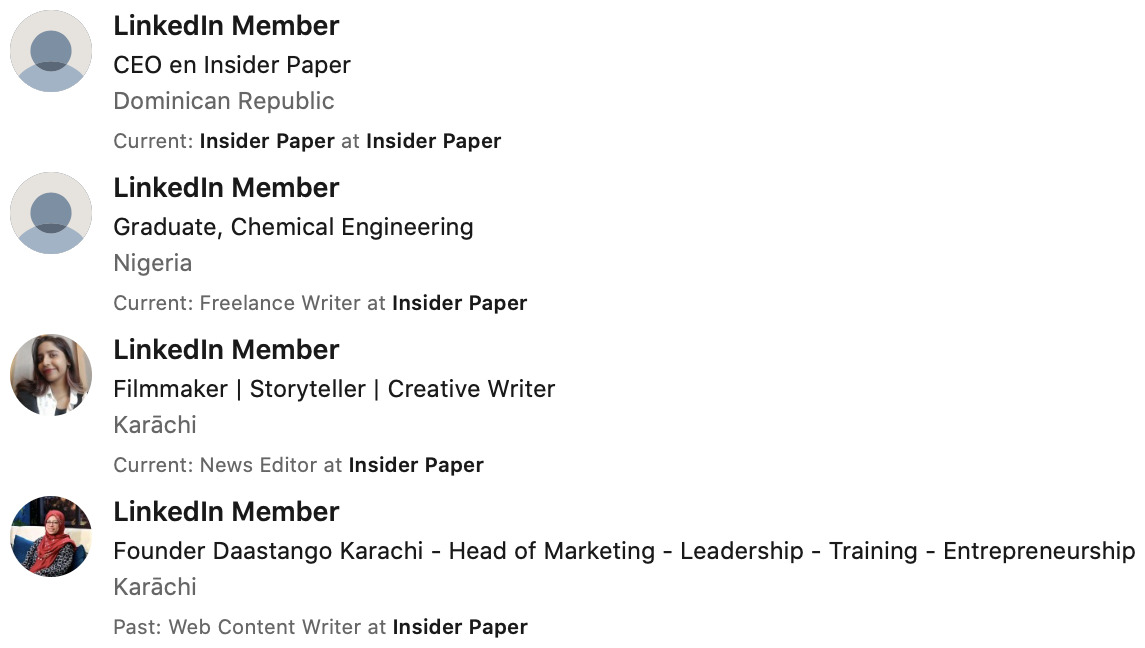 LinkedIn Member
CEO en Insider Paper
Dominican Republic
Current: Insider Paper at Insider Paper
LinkedIn Member
Graduate, Chemical Engineering
Nigeria
Current: Freelance Writer at Insider Paper
LinkedIn Member
Filmmaker | Storyteller | Creative Writer
Karāchi
Current: News Editor at Insider Paper
LinkedIn Member
Founder Daastango Karachi - Head of Marketing - Leadership - Training - Entrepreneurship
Karāchi
Past: Web Content Writer at Insider Paper